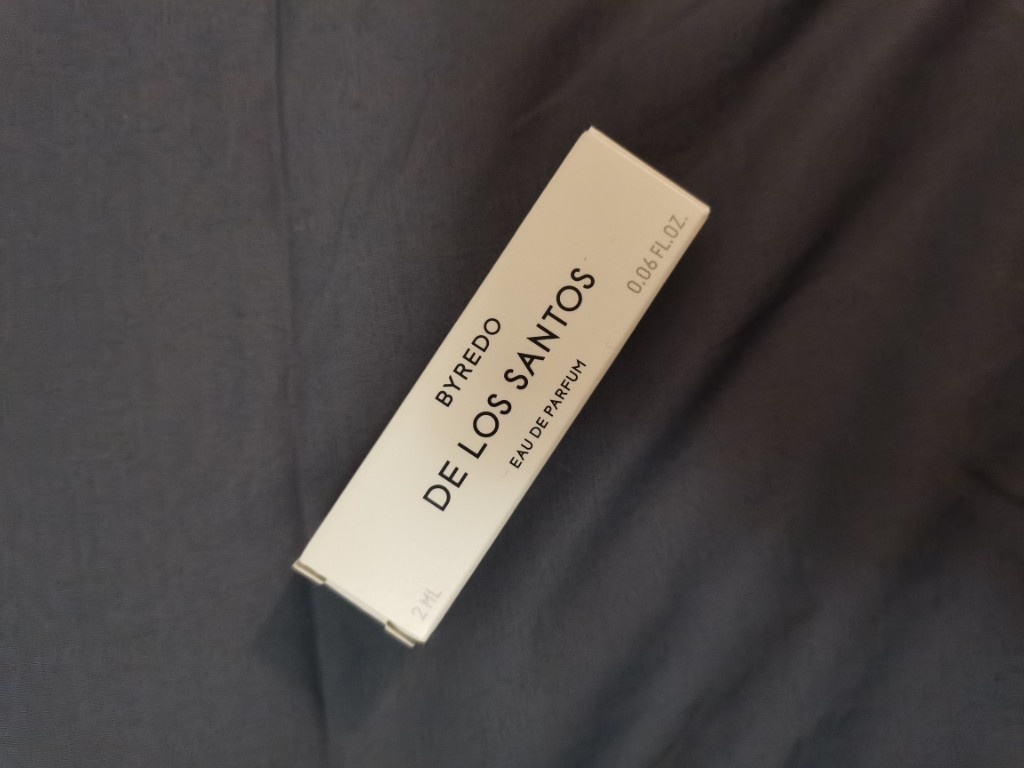 BYREDO
DE LOS SANTOS
EAU DE PARFUM
2 ML
0.06 FL.OZ.